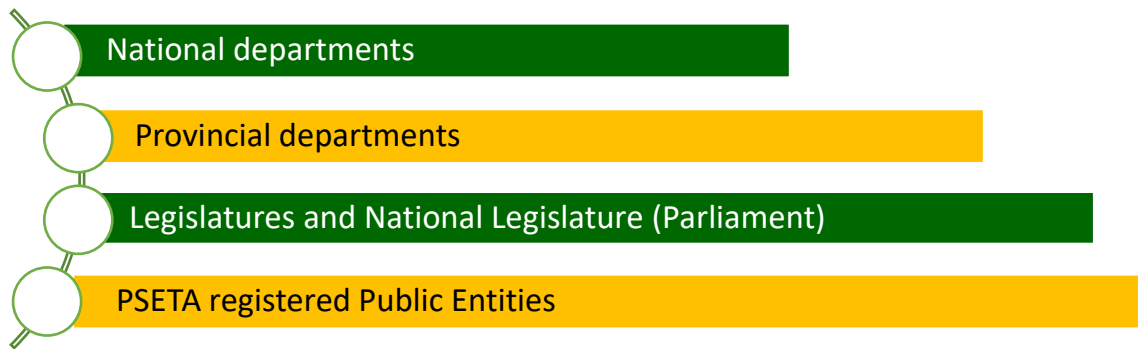 National departments
Provincial departments
Legislatures and National Legislature (Parliament)
PSETA registered Public Entities